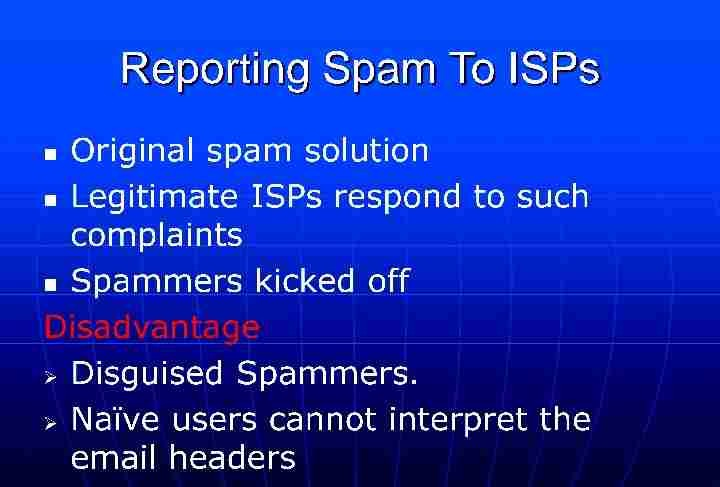 Reporting Spam To ISPs
Original spam solution
Legitimate ISPs respond to such
complaints
Spammers kicked off
Disadvantage
Disguised Spammers.
Naïve users cannot interpret the
email headers